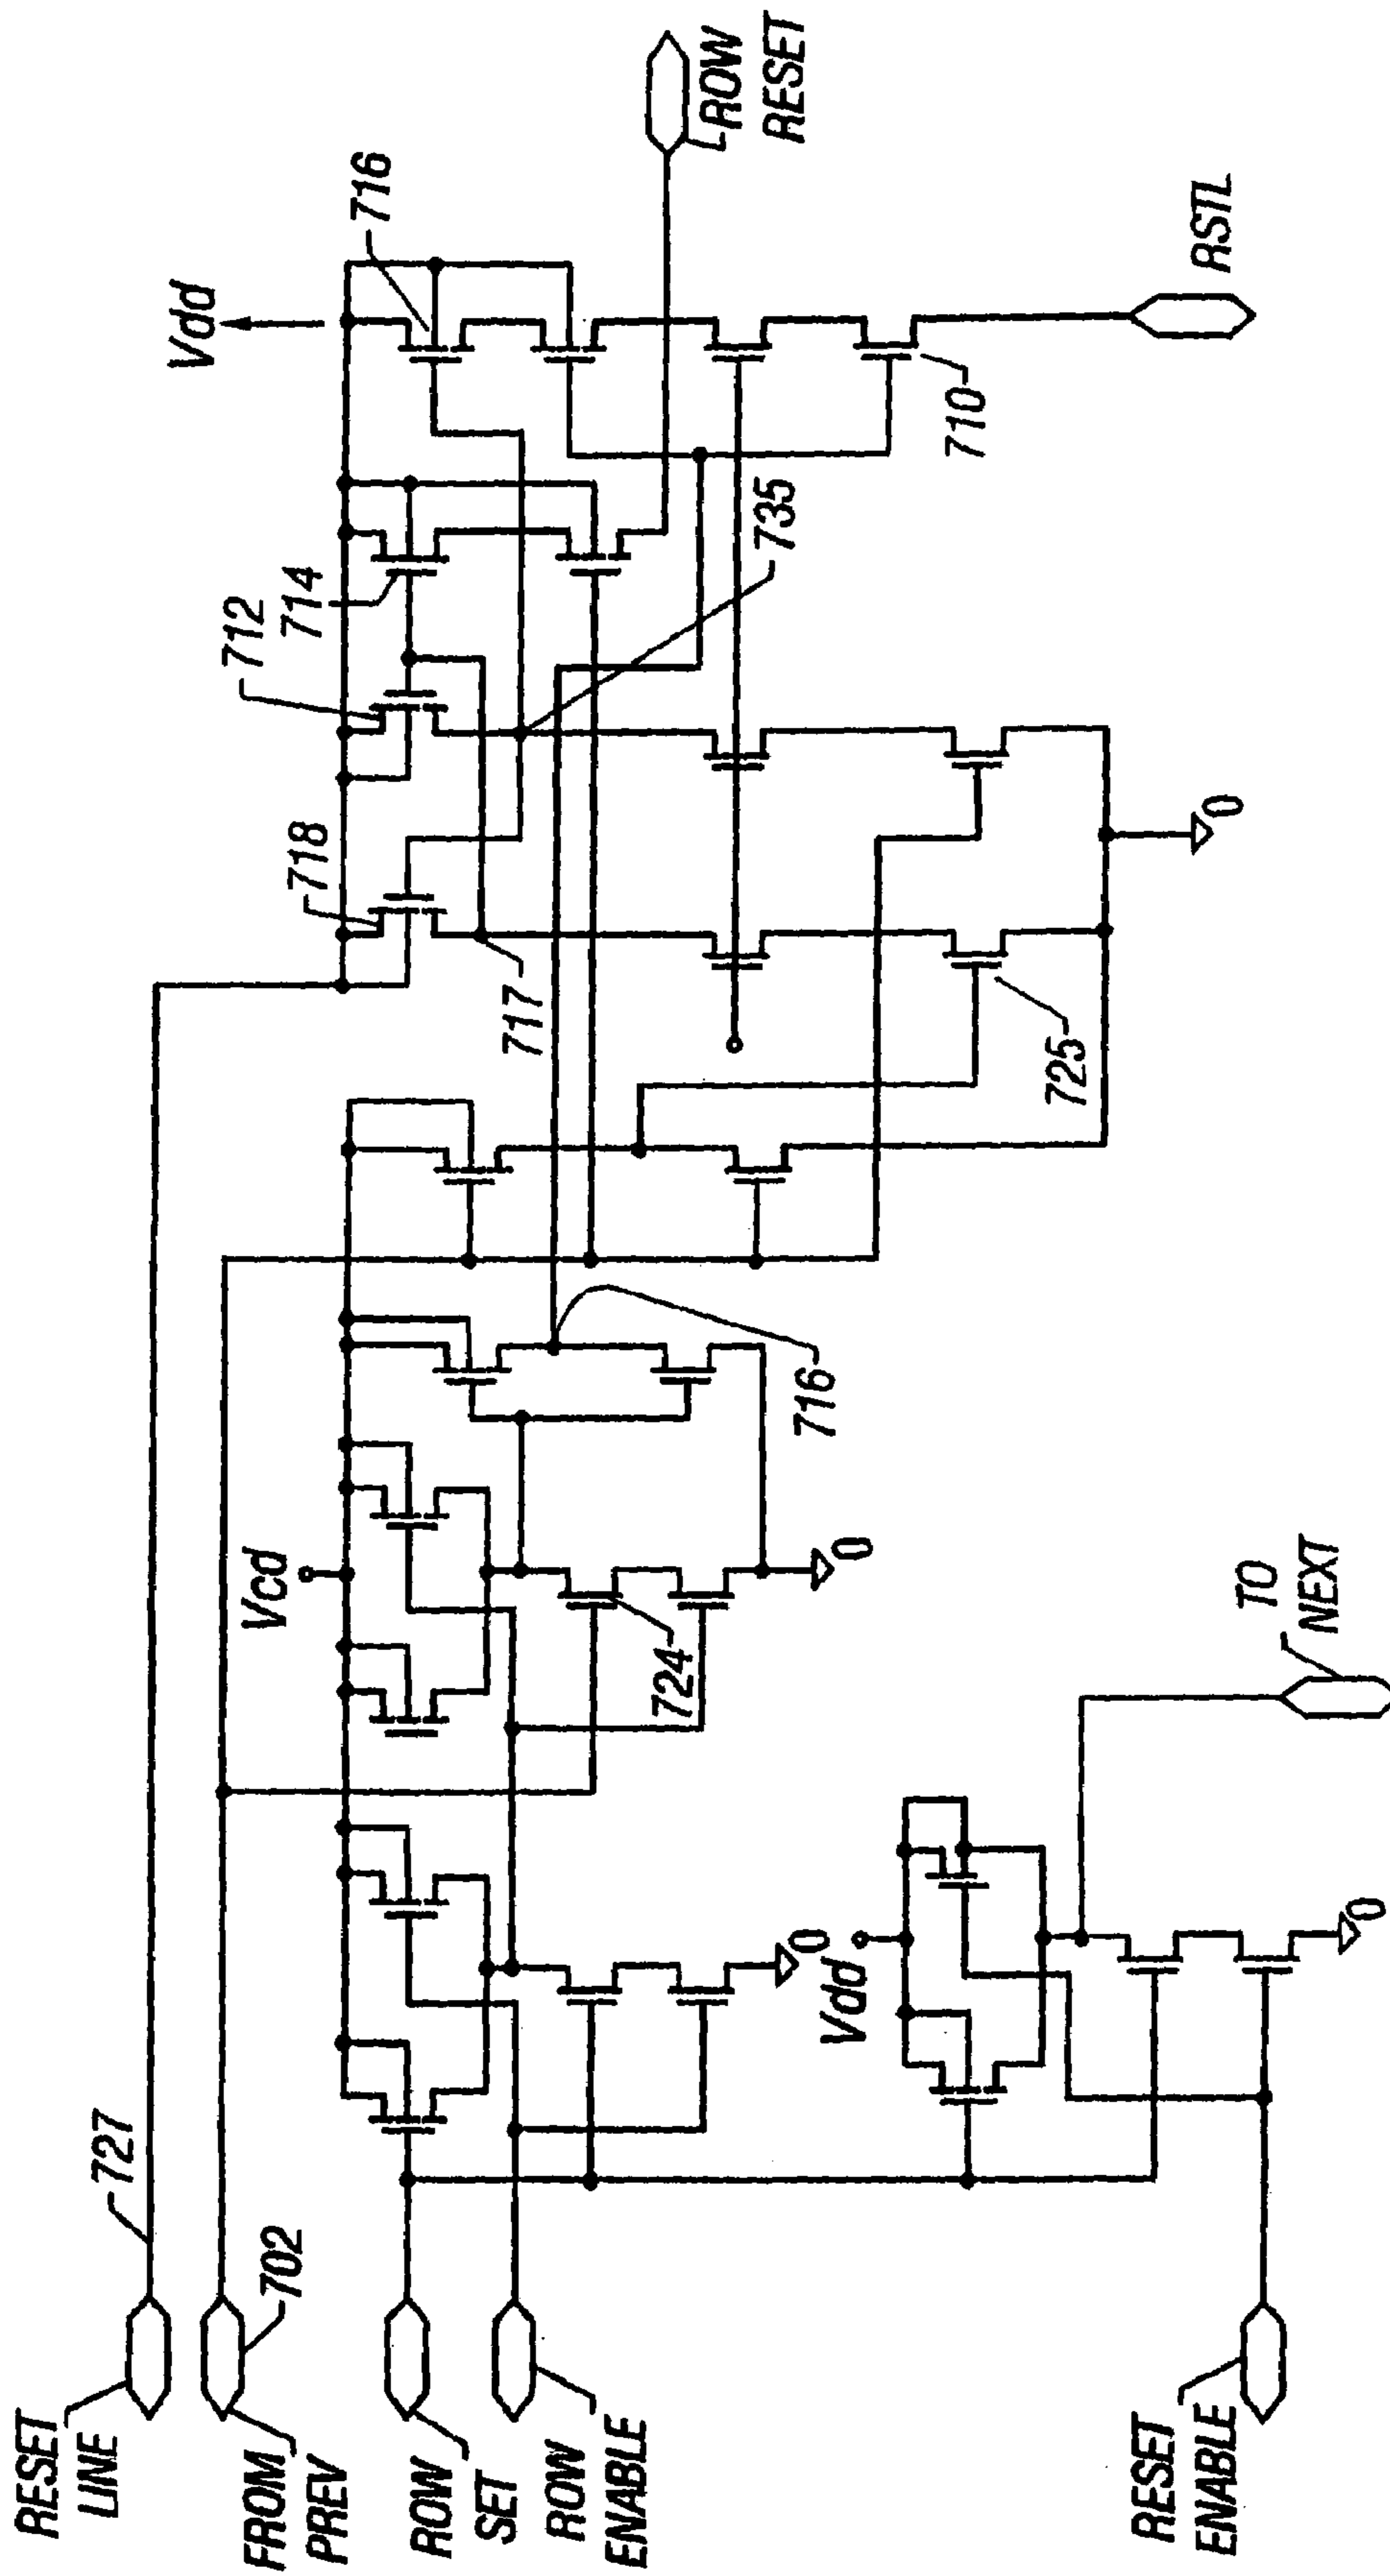 RESET
LINE
727
FROM
PREV
702
ROW
SET
ROW
ENABLE
RESET
ENABLE
Vcd
724
716
Vdd
0
0
0
TO
NEXT
718
712
714
716
Vdd
717
735
725
710
0
ROW
RESET
RSTL